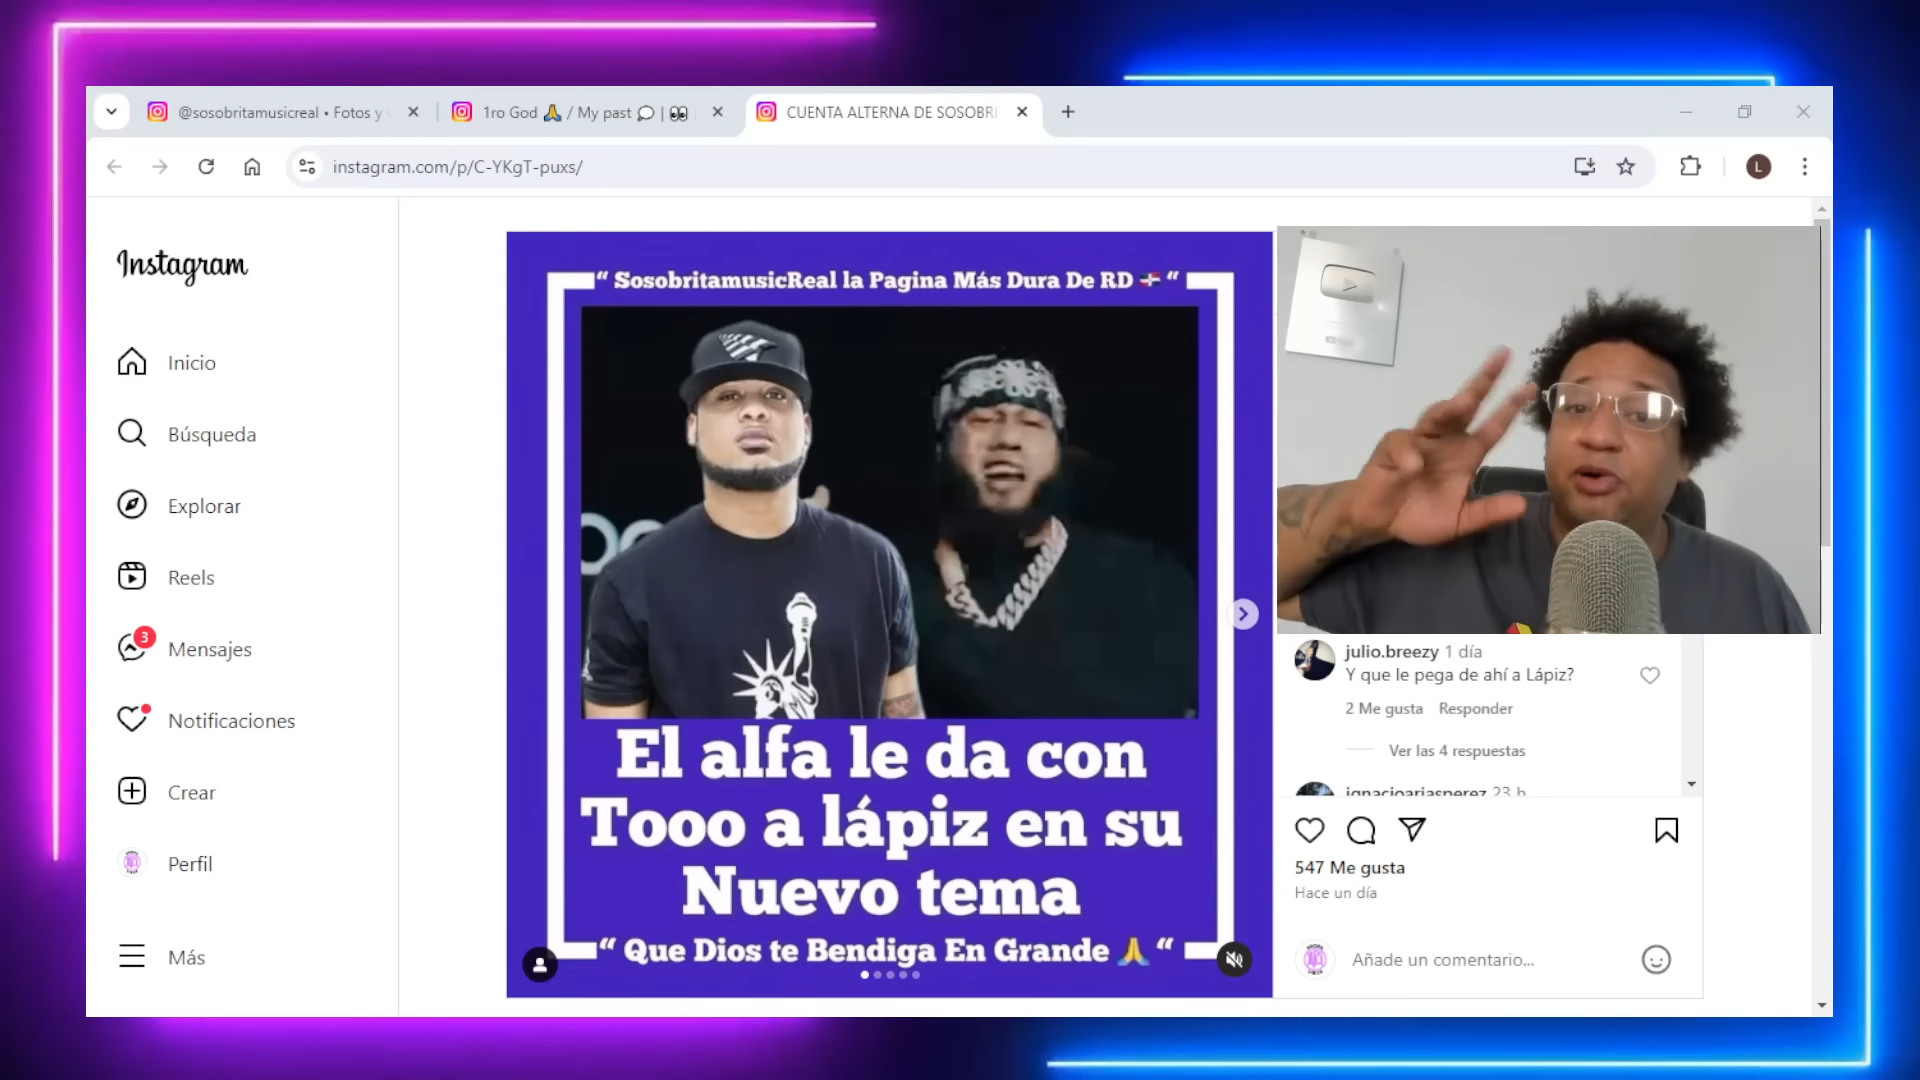 @sosobritamusicreal • Fotos y
1ro God 🙏 / My past 💬 | 👀
CUENTA ALTERNA DE SOSOBRI
instagram.com/p/C-YKgT-puxs/
L
Instagram
Inicio
Búsqueda
Explorar
Reels
3
Mensajes
Notificaciones
Crear
Perfil
Más
“ SosobritamusicReal la Pagina Más Dura De RD 🇩🇴 “
El alfa le da con
Tooo a lápiz en su
Nuevo tema
“ Que Dios te Bendiga En Grande 🙏 “
julio.breezy 1 día
Y que le pega de ahí a Lápiz?
2 Me gusta Responder
Ver las 4 respuestas
ignacioariasperez 23 h
547 Me gusta
Hace un día
Añade un comentario...